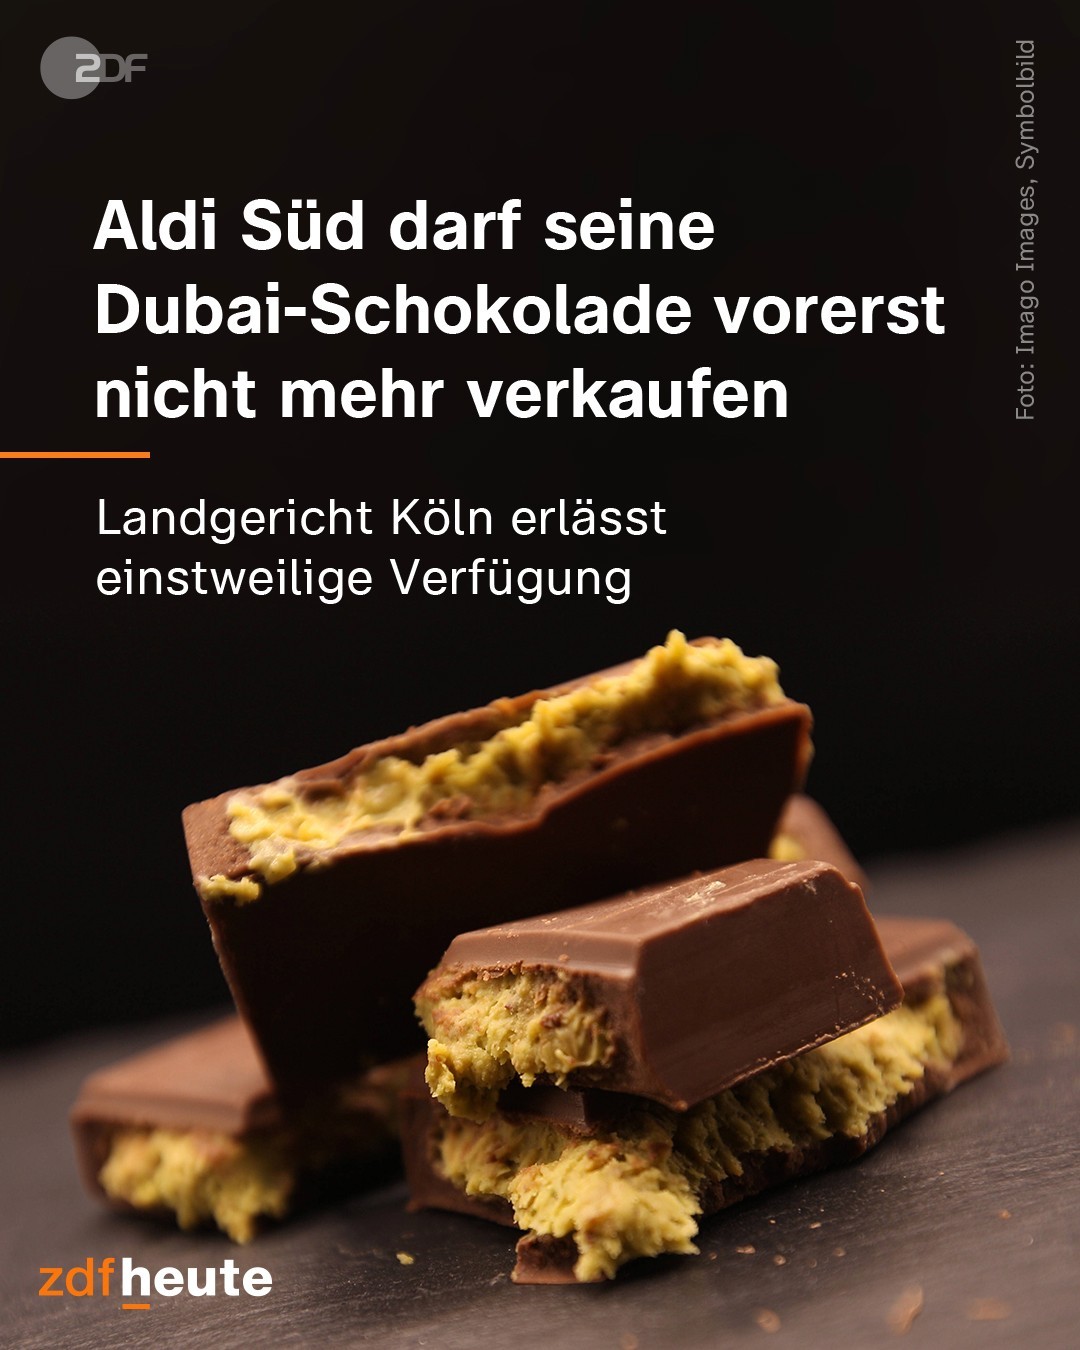 ZDF
Foto: Imago Images, Symbolbild
Aldi Süd darf seine
Dubai-Schokolade vorerst
nicht mehr verkaufen
Landgericht Köln erlässt
einstweilige Verfügung
zdfheute